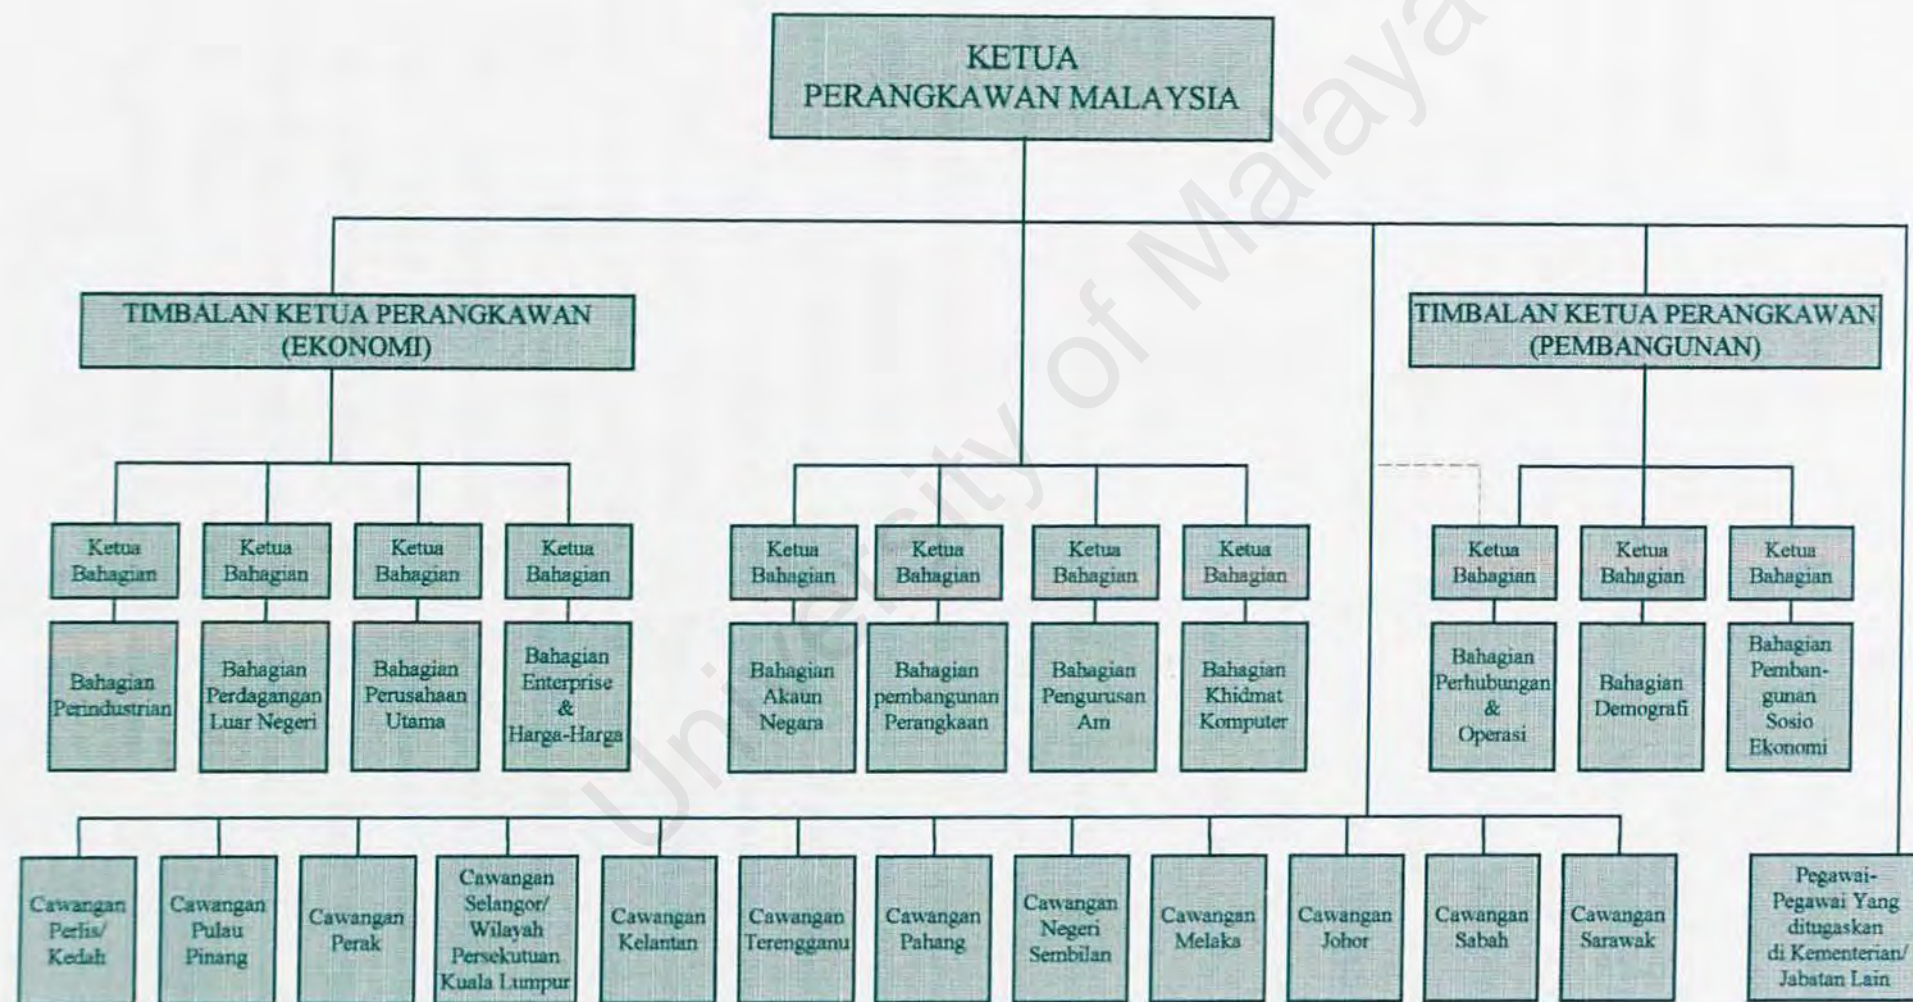 KETUA
PERANGKAWAN MALAYSIA
TIMBALAN KETUA PERANGKAWAN
(EKONOMI)
TIMBALAN KETUA PERANGKAWAN
(PEMBANGUNAN)
Ketua
Bahagian
Ketua
Bahagian
Ketua
Bahagian
Ketua
Bahagian
Ketua
Bahagian
Ketua
Bahagian
Ketua
Bahagian
Ketua
Bahagian
Ketua
Bahagian
Ketua
Bahagian
Ketua
Bahagian
Bahagian
Perindustrian
Bahagian
Perdagangan
Luar Negeri
Bahagian
Perusahaan
Utama
Bahagian
Enterprise
&
Harga-Harga
Bahagian
Akaun
Negara
Bahagian
pembangunan
Perangkaan
Bahagian
Pengurusan
Am
Bahagian
Khidmat
Komputer
Bahagian
Perhubungan
&
Operasi
Bahagian
Demografi
Bahagian
Pemban-
gunan
Sosio
Ekonomi
Cawangan
Perlis/
Kedah
Cawangan
Pulau
Pinang
Cawangan
Perak
Cawangan
Selangor/
Wilayah
Persekutuan
Kuala Lumpur
Cawangan
Kelantan
Cawangan
Terengganu
Cawangan
Pahang
Cawangan
Negeri
Sembilan
Cawangan
Melaka
Cawangan
Johor
Cawangan
Sabah
Cawangan
Sarawak
Pegawai-
Pegawai Yang
ditugaskan
di Kementerian/
Jabatan Lain
University of Malaya